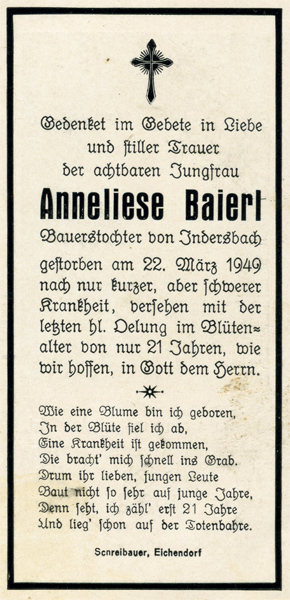 Gedenket im Gebete in Liebe
und stiller Trauer
der achtbaren Jungfrau
Anneliese Baierl
Bauerstochter von Indersbach
gestorben am 22. März 1949
nach nur kurzer, aber schwerer
Krankheit, versehen mit der
letzten hl. Oelung im Blüten-
alter von nur 21 Jahren, wie
wir hoffen, in Gott dem Herrn.
Wie eine Blume bin ich geboren,
In der Blüte fiel ich ab,
Eine Krankheit ist gekommen,
Die bracht' mich schnell ins Grab.
Drum ihr lieben, jungen Leute
Baut nicht so sehr auf junge Jahre,
Denn seht, ich zähl' erst 21 Jahre
Und lieg' schon auf der Totenbahre.
Schreibauer, Eichendorf